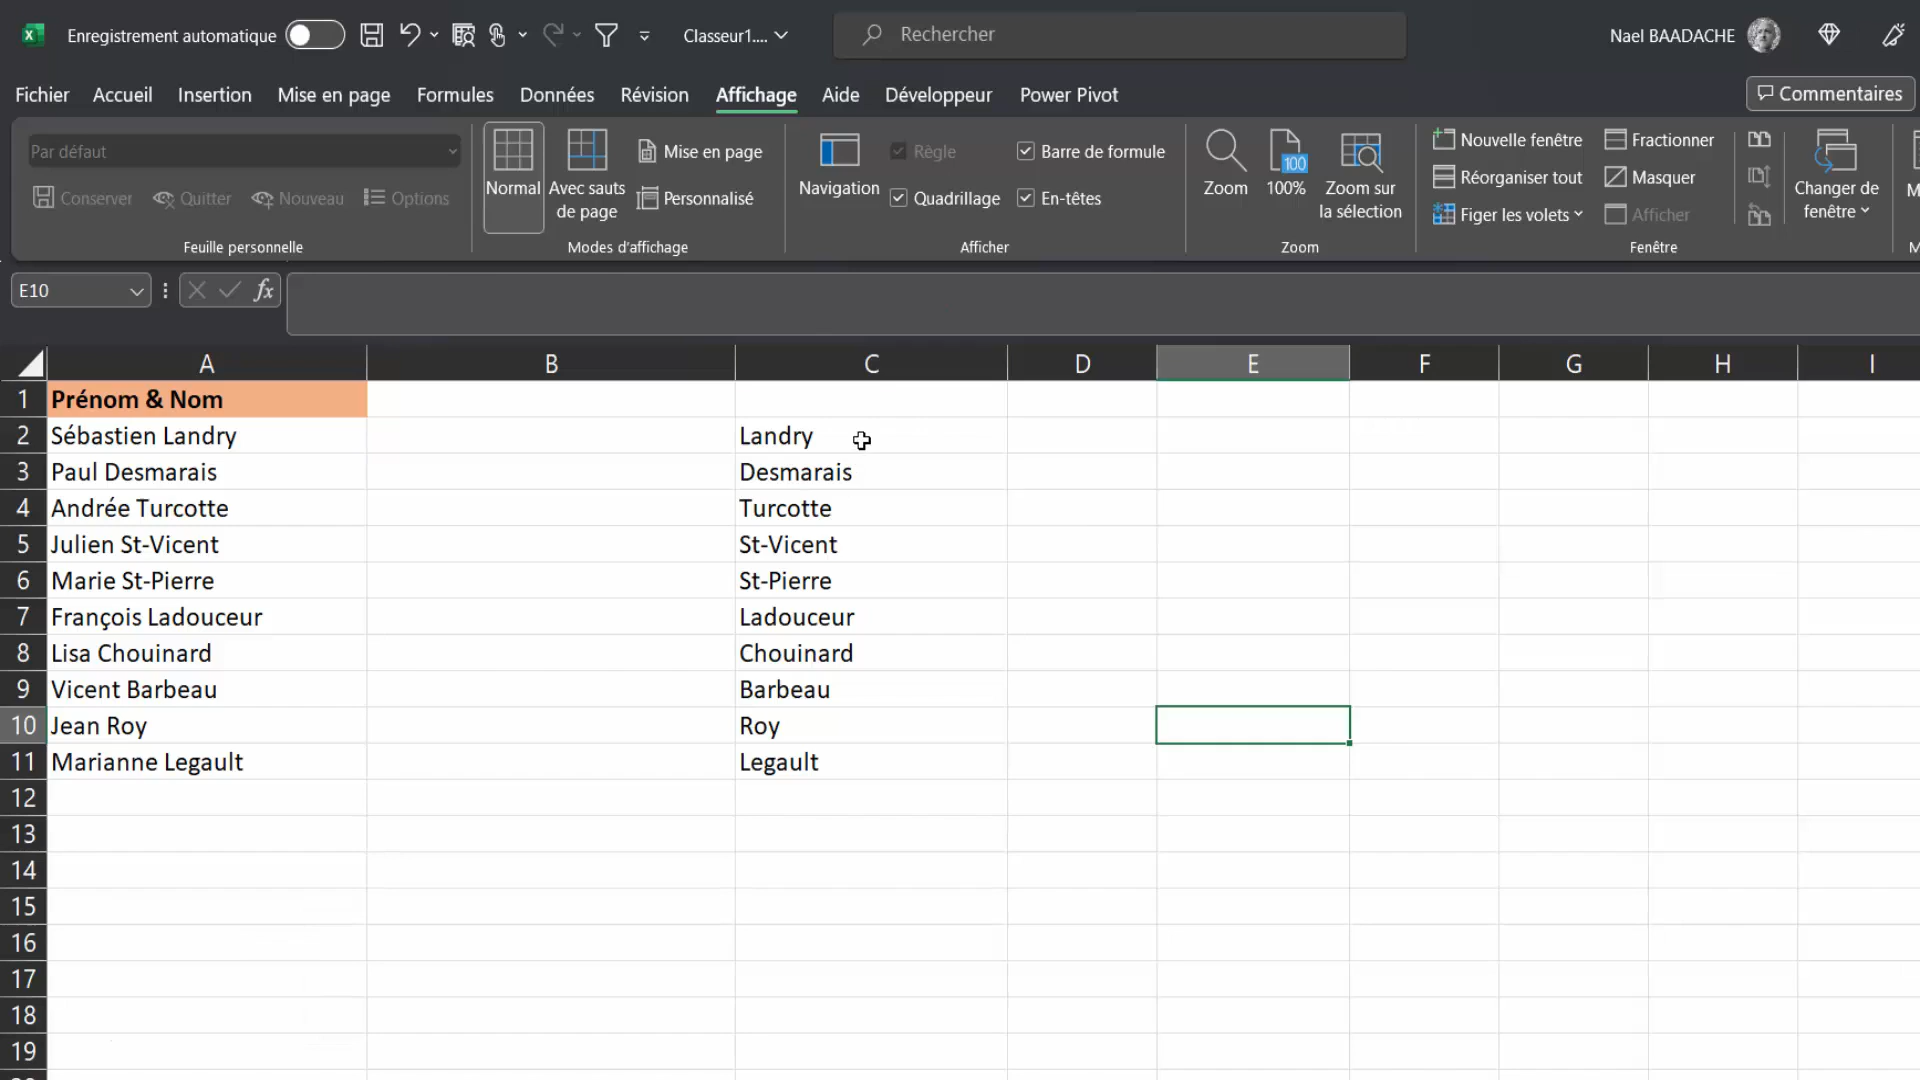 Enregistrement automatique Classeur1.... Rechercher Nael BAADACHE
Fichier Accueil Insertion Mise en page Formules Données Révision Affichage Aide Développeur Power Pivot Commentaires
Par défaut
Conserver Quitter Nouveau Options
Feuille personnelle
Normal
Avec sauts
de page
Mise en page
Personnalisé
Modes d'affichage
Navigation
Règle
Barre de formule
Quadrillage
En-têtes
Afficher
Zoom
100
100%
Zoom sur
la sélection
Zoom
Nouvelle fenêtre
Réorganiser tout
Figer les volets
Fractionner
Masquer
Afficher
Changer de
fenêtre
Fenêtre
E10 fx
A B C D E F G H I
1 Prénom & Nom
2 Sébastien Landry Landry
3 Paul Desmarais Desmarais
4 Andrée Turcotte Turcotte
5 Julien St-Vicent St-Vicent
6 Marie St-Pierre St-Pierre
7 François Ladouceur Ladouceur
8 Lisa Chouinard Chouinard
9 Vicent Barbeau Barbeau
10 Jean Roy Roy
11 Marianne Legault Legault
12
13
14
15
16
17
18
19